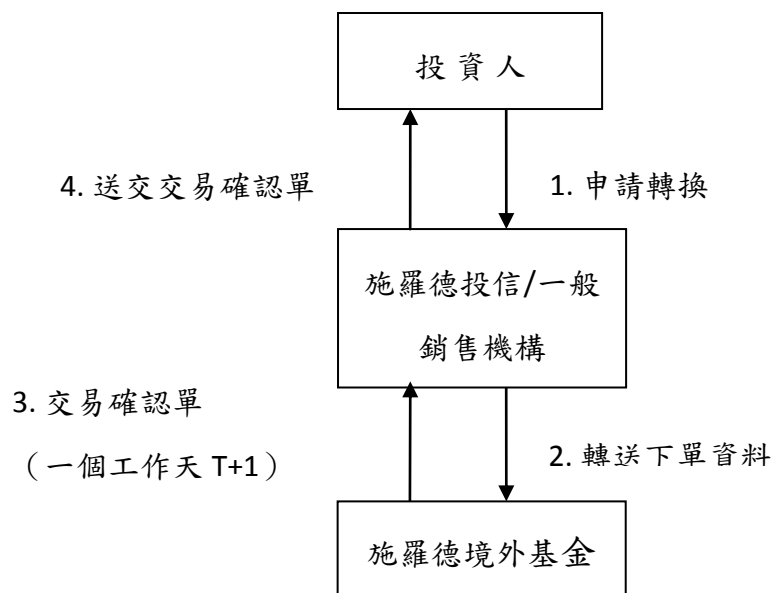 投資人
4. 送交交易確認單
1. 申請轉換
施羅德投信/一般
銷售機構
3. 交易確認單
（一個工作天 T+1）
2. 轉送下單資料
施羅德境外基金